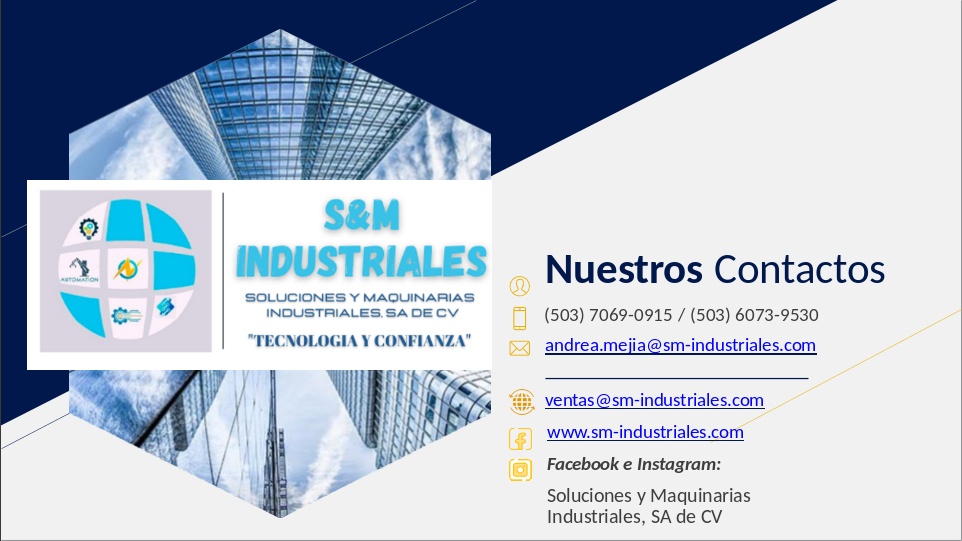 S&M
INDUSTRIALES
SOLUCIONES Y MAQUINARIAS
INDUSTRIALES, SA DE CV
"TECNOLOGIA Y CONFIANZA"
AUTOMATION
Nuestros Contactos
(503) 7069-0915 / (503) 6073-9530
andrea.mejia@sm-industriales.com
ventas@sm-industriales.com
www.sm-industriales.com
Facebook e Instagram:
Soluciones y Maquinarias
Industriales, SA de CV